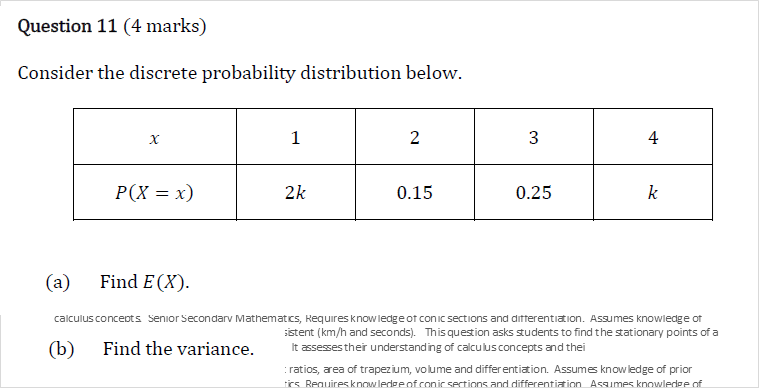 Question 11 (4 marks)
Consider the discrete probability distribution below.
x 1 2 3 4
P(X = x) 2k 0.15 0.25 k
(a) Find E(X).
calculus concepts. Senior Secondary Mathematics, Requires knowledge of conic sections and differentiation. Assumes knowledge of
sistent (km/h and seconds). This question asks students to find the stationary points of a
(b) Find the variance. It assesses their understanding of calculus concepts and thei
: ratios, area of trapezium, volume and differentiation. Assumes knowledge of prior
tics. Requires knowledge of conic sections and differentiation. Assumes knowledge of